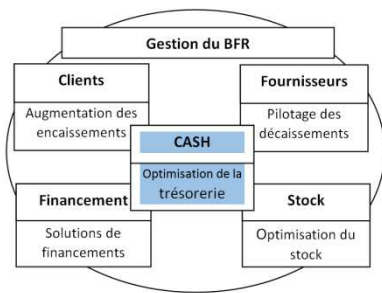 Gestion du BFR
Clients
Augmentation des
encaissements
Fournisseurs
Pilotage des
décaissements
CASH
Optimisation de la
trésorerie
Financement
Solutions de
financements
Stock
Optimisation du
stock